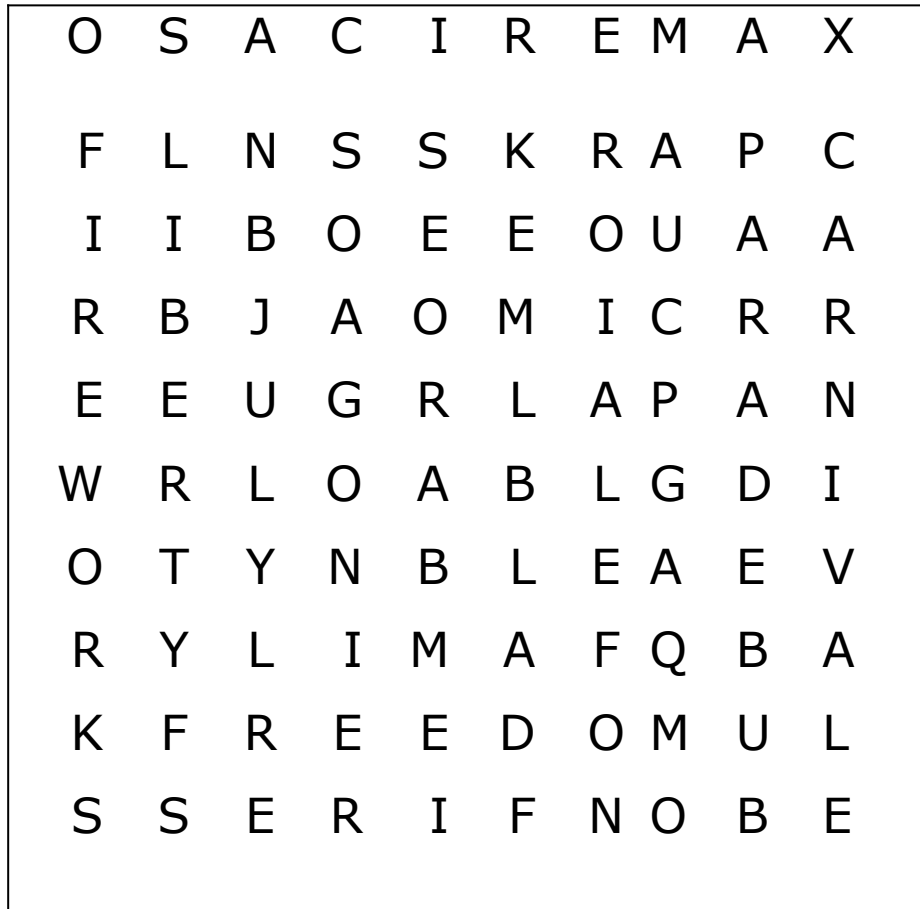 O S A C I R E M A X
F L N S S K R A P C
I I B O E E O U A A
R B J A O M I C R R
E E U G R L A P A N
W R L O A B L G D I
O T Y N B L E A E V
R Y L I M A F Q B A
K F R E E D O M U L
S S E R I F N O B E